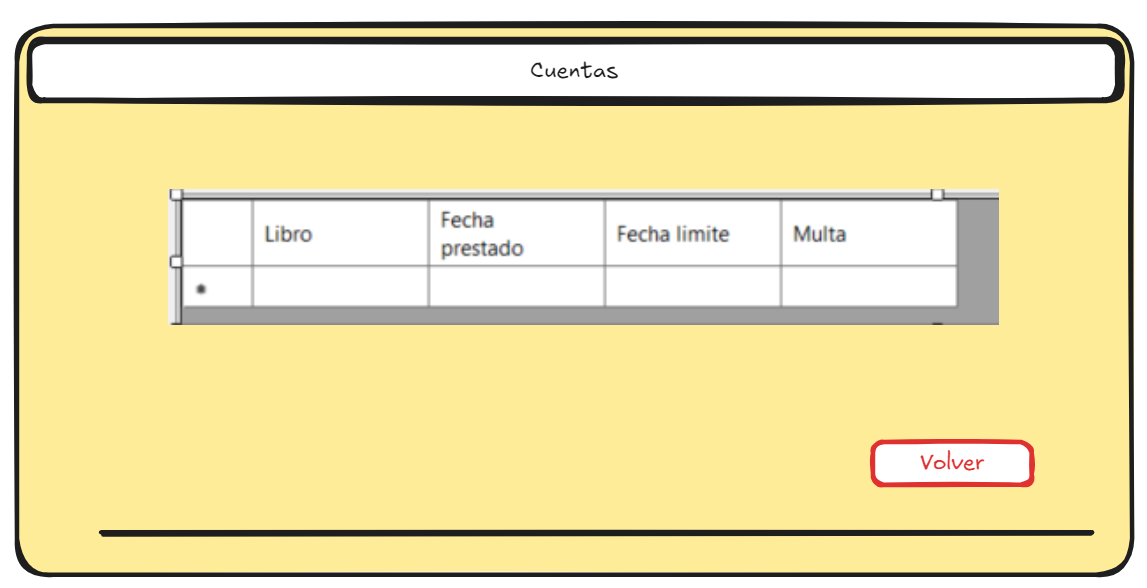 Cuentas
Libro
Fecha
prestado
Fecha limite
Multa
*
Volver